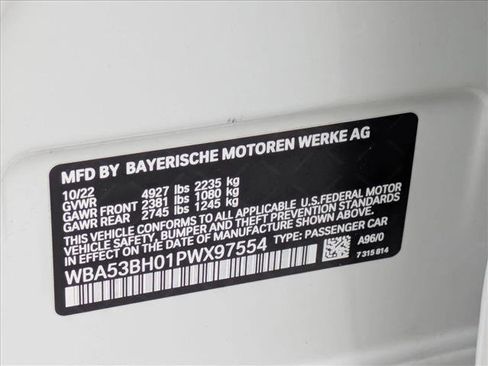 MFD BY BAYERISCHE MOTOREN WERKE AG
10/22 4927 lbs 2235 kg
GVWR
GAWR FRONT 2381 lbs 1080 kg
GAWR REAR 2745 lbs 1245 kg
THIS VEHICLE CONFORMS TO ALL APPLICABLE U.S.FEDERAL MOTOR
VEHICLE SAFETY, BUMPER AND THEFT PREVENTION STANDARDS
IN EFFECT ON THE DATE OF MANUFACTURE SHOWN ABOVE.
WBA53BH01PWX97554 TYPE: PASSENGER CAR
A96/0
7 315 814